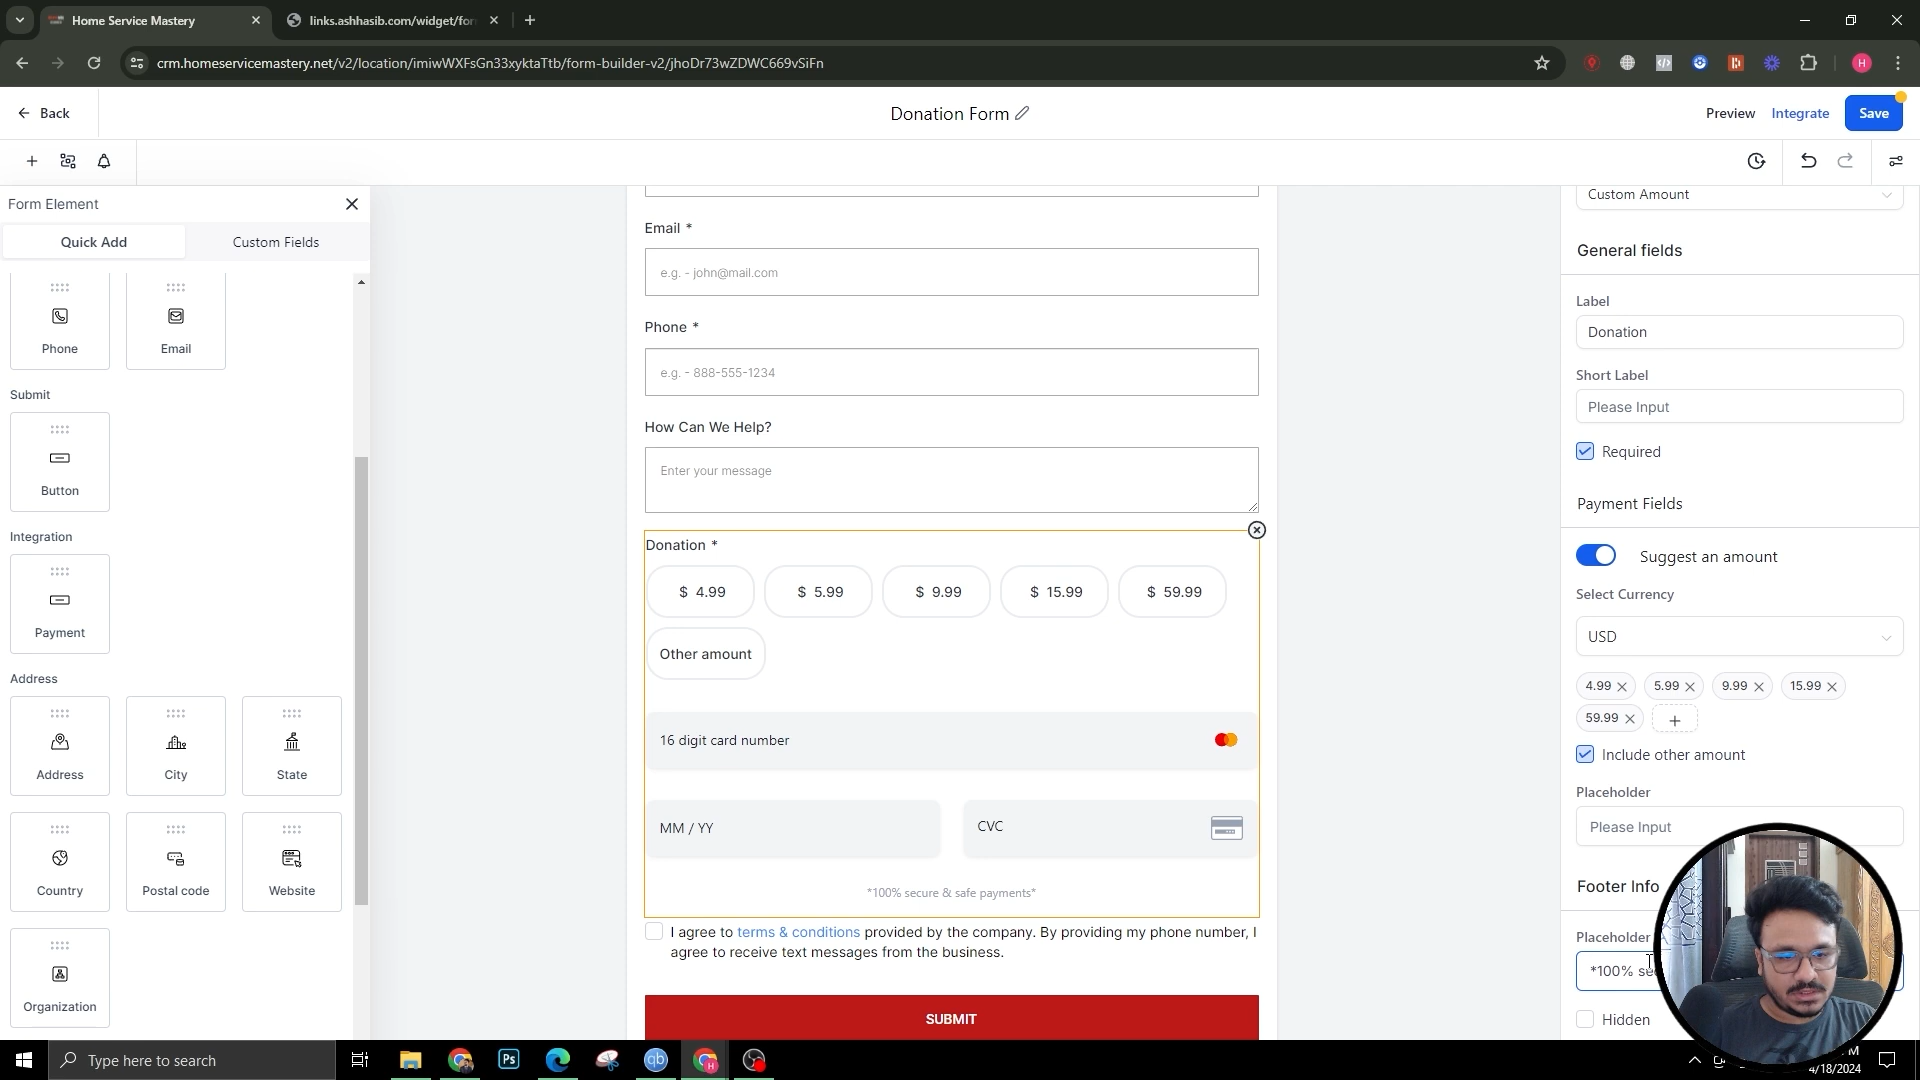 Home Service Mastery
links.ashhasib.com/widget/for
crm.homeservicemastery.net/v2/location/imiwWXFsGn33xyktaTtb/form-builder-v2/jhoDr73wZDWC669vSiFn
H
Back
Donation Form
Preview
Integrate
Save
Form Element
Quick Add
Custom Fields
Phone
Email
Submit
Button
Integration
Payment
Address
Address
City
State
Country
Postal code
Website
Organization
Email *
e.g. - john@mail.com
Phone *
e.g. - 888-555-1234
How Can We Help?
Enter your message
Donation *
$ 4.99
$ 5.99
$ 9.99
$ 15.99
$ 59.99
Other amount
16 digit card number
MM / YY
CVC
*100% secure & safe payments*
I agree to terms & conditions provided by the company. By providing my phone number, I
agree to receive text messages from the business.
SUBMIT
Custom Amount
General fields
Label
Donation
Short Label
Please Input
Required
Payment Fields
Suggest an amount
Select Currency
USD
4.99
5.99
9.99
15.99
59.99
Include other amount
Placeholder
Please Input
Footer Info
Placeholder
*100%
Hidden
Type here to search
Ps
qb
H
4/18/2024